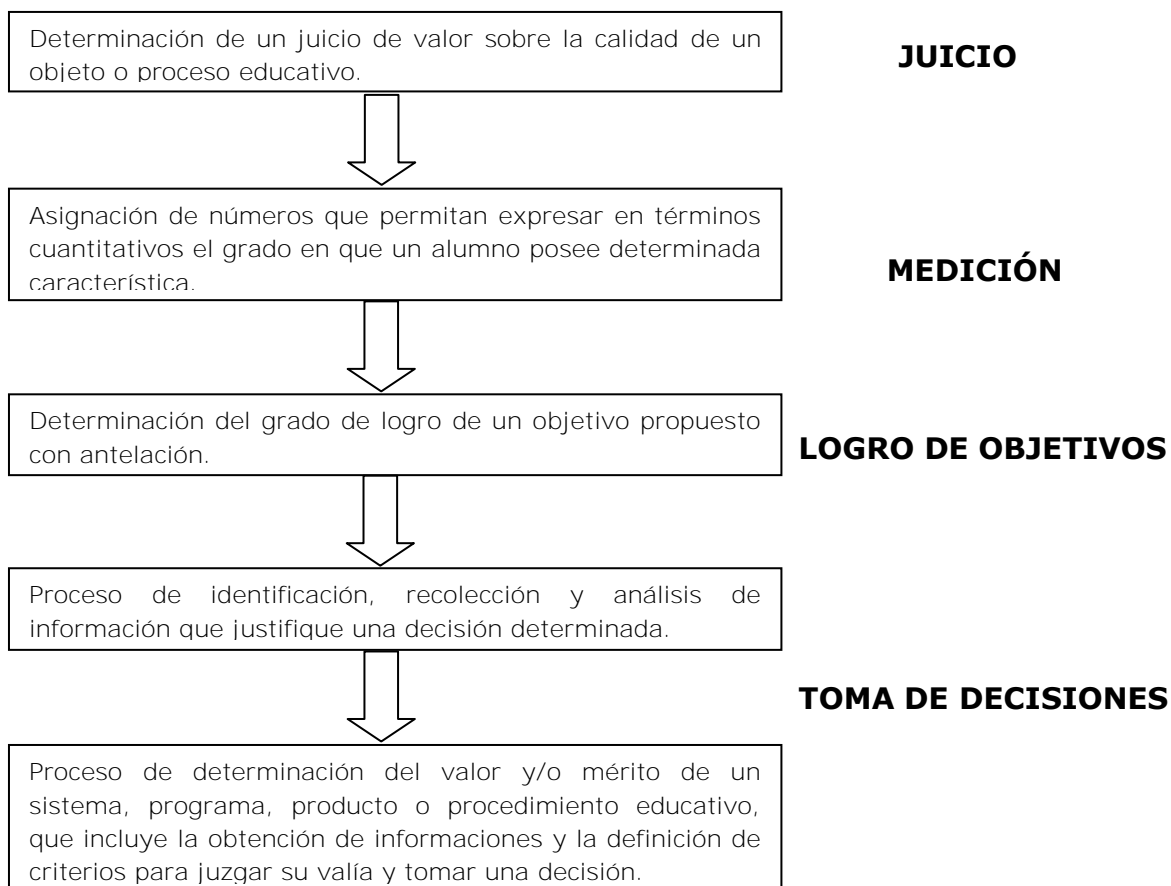 Determinación de un juicio de valor sobre la calidad de un
objeto o proceso educativo.
JUICIO
Asignación de números que permitan expresar en términos
cuantitativos el grado en que un alumno posee determinada
característica.
MEDICIÓN
Determinación del grado de logro de un objetivo propuesto
con antelación.
LOGRO DE OBJETIVOS
Proceso de identificación, recolección y análisis de
información que justifique una decisión determinada.
TOMA DE DECISIONES
Proceso de determinación del valor y/o mérito de un
sistema, programa, producto o procedimiento educativo,
que incluye la obtención de informaciones y la definición de
criterios para juzgar su valía y tomar una decisión.